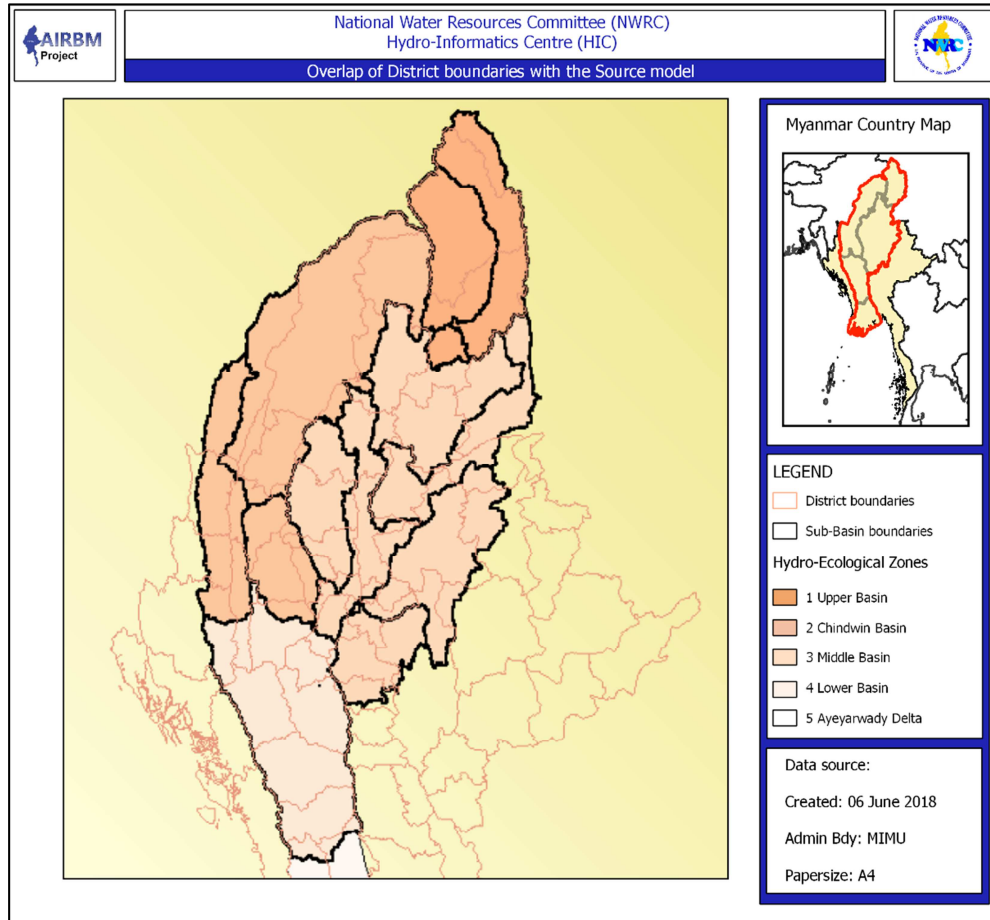 AIRBM
Project
National Water Resources Committee (NWRC)
Hydro-Informatics Centre (HIC)
Overlap of District boundaries with the Source model
NWRC
Myanmar Country Map
LEGEND
District boundaries
Sub-Basin boundaries
Hydro-Ecological Zones
1 Upper Basin
2 Chindwin Basin
3 Middle Basin
4 Lower Basin
5 Ayeyarwady Delta
Data source:
Created: 06 June 2018
Admin Bdy: MIMU
Papersize: A4